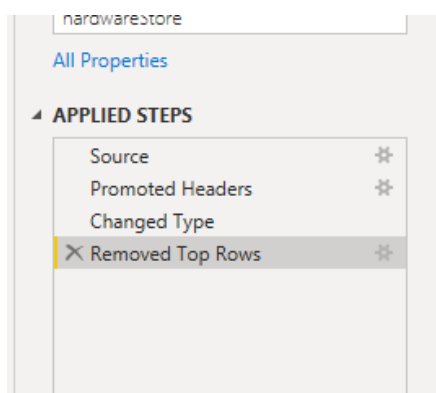 hardwareStore
All Properties
APPLIED STEPS
Source
Promoted Headers
Changed Type
Removed Top Rows